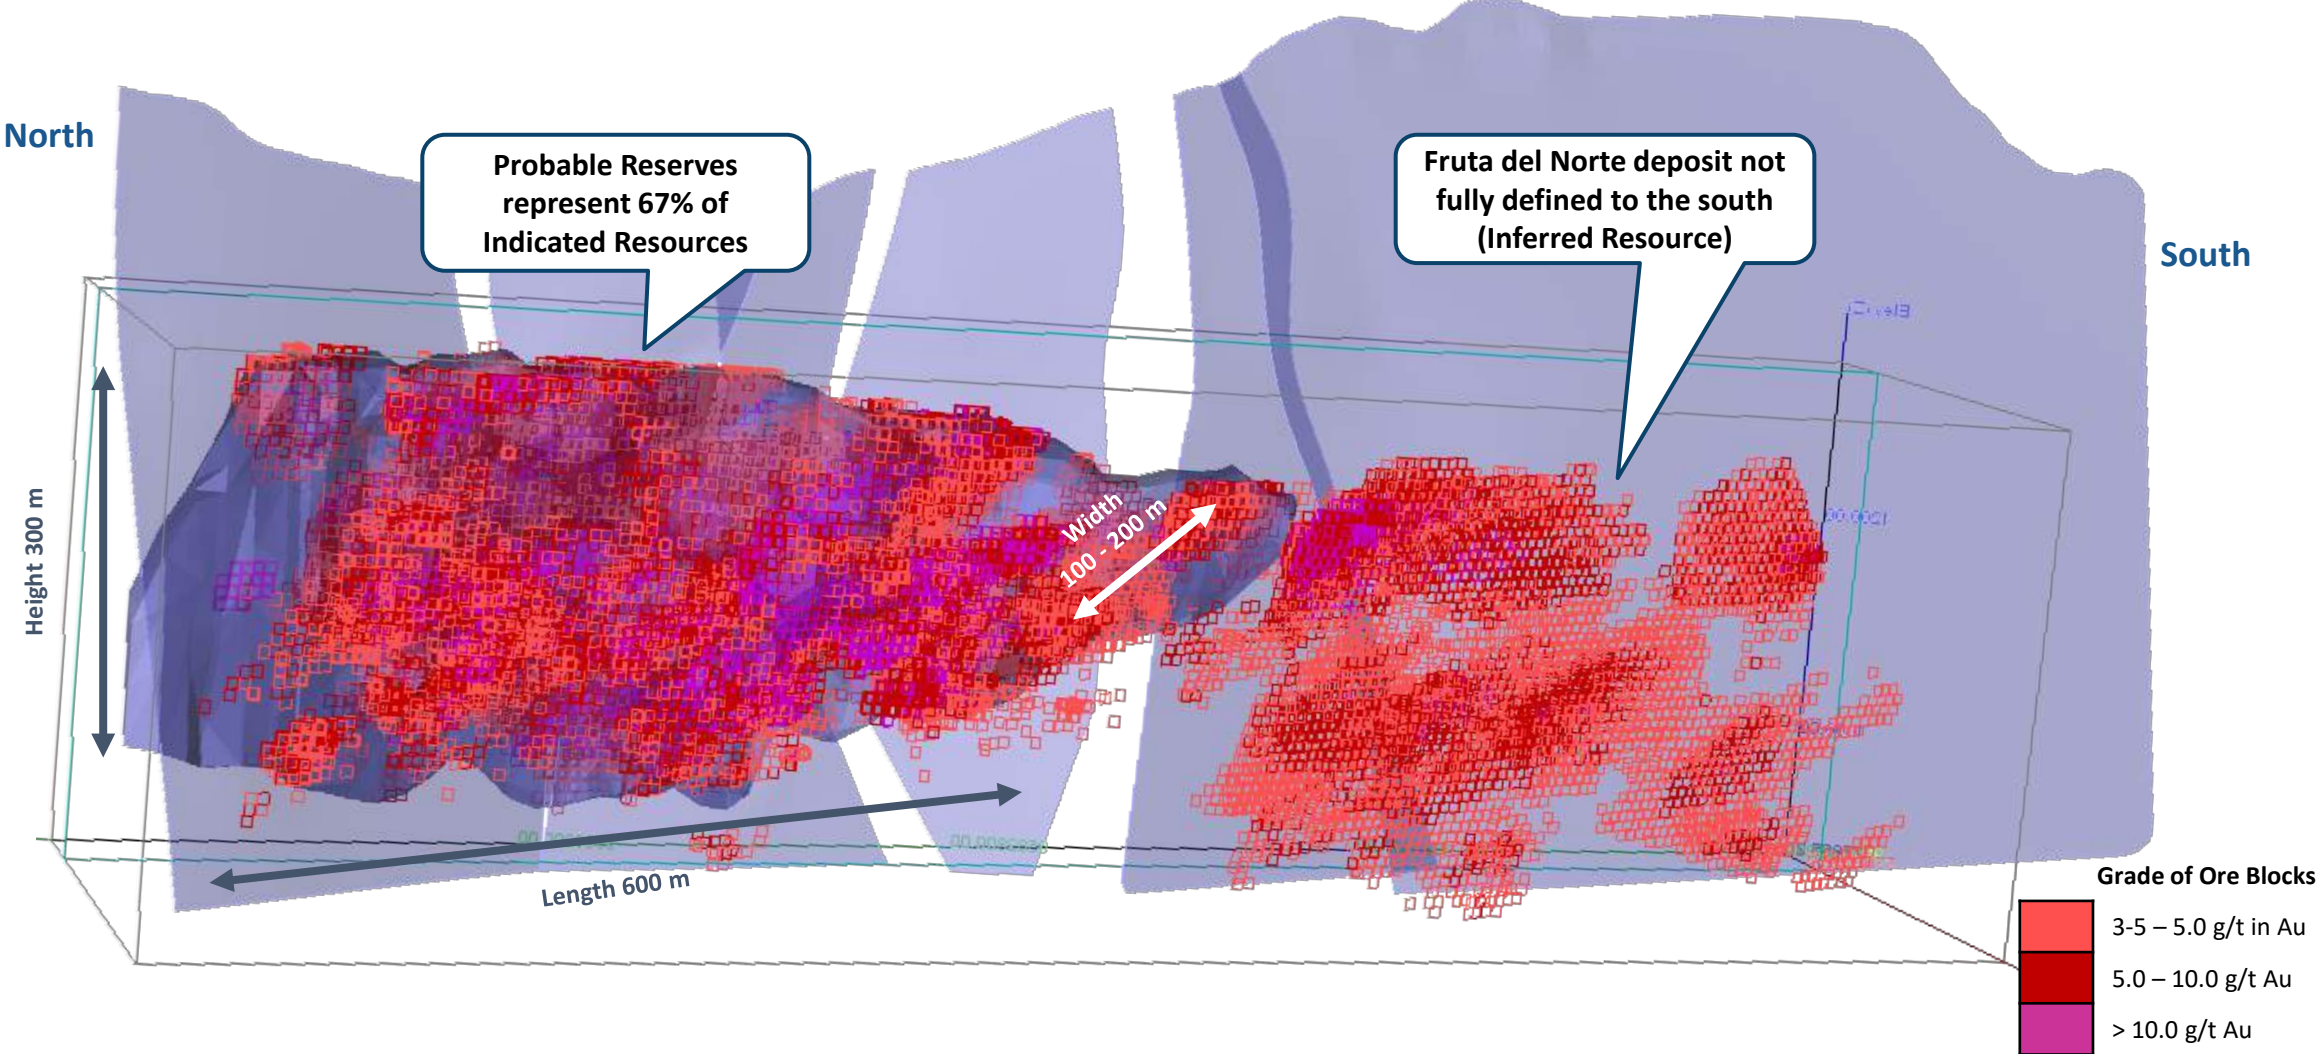 North
Probable Reserves
represent 67% of
Indicated Resources
Fruta del Norte deposit not
fully defined to the south
(Inferred Resource)
South
Height 300 m
Width
100 - 200 m
Length 600 m
Grade of Ore Blocks
3-5 – 5.0 g/t in Au
5.0 – 10.0 g/t Au
> 10.0 g/t Au